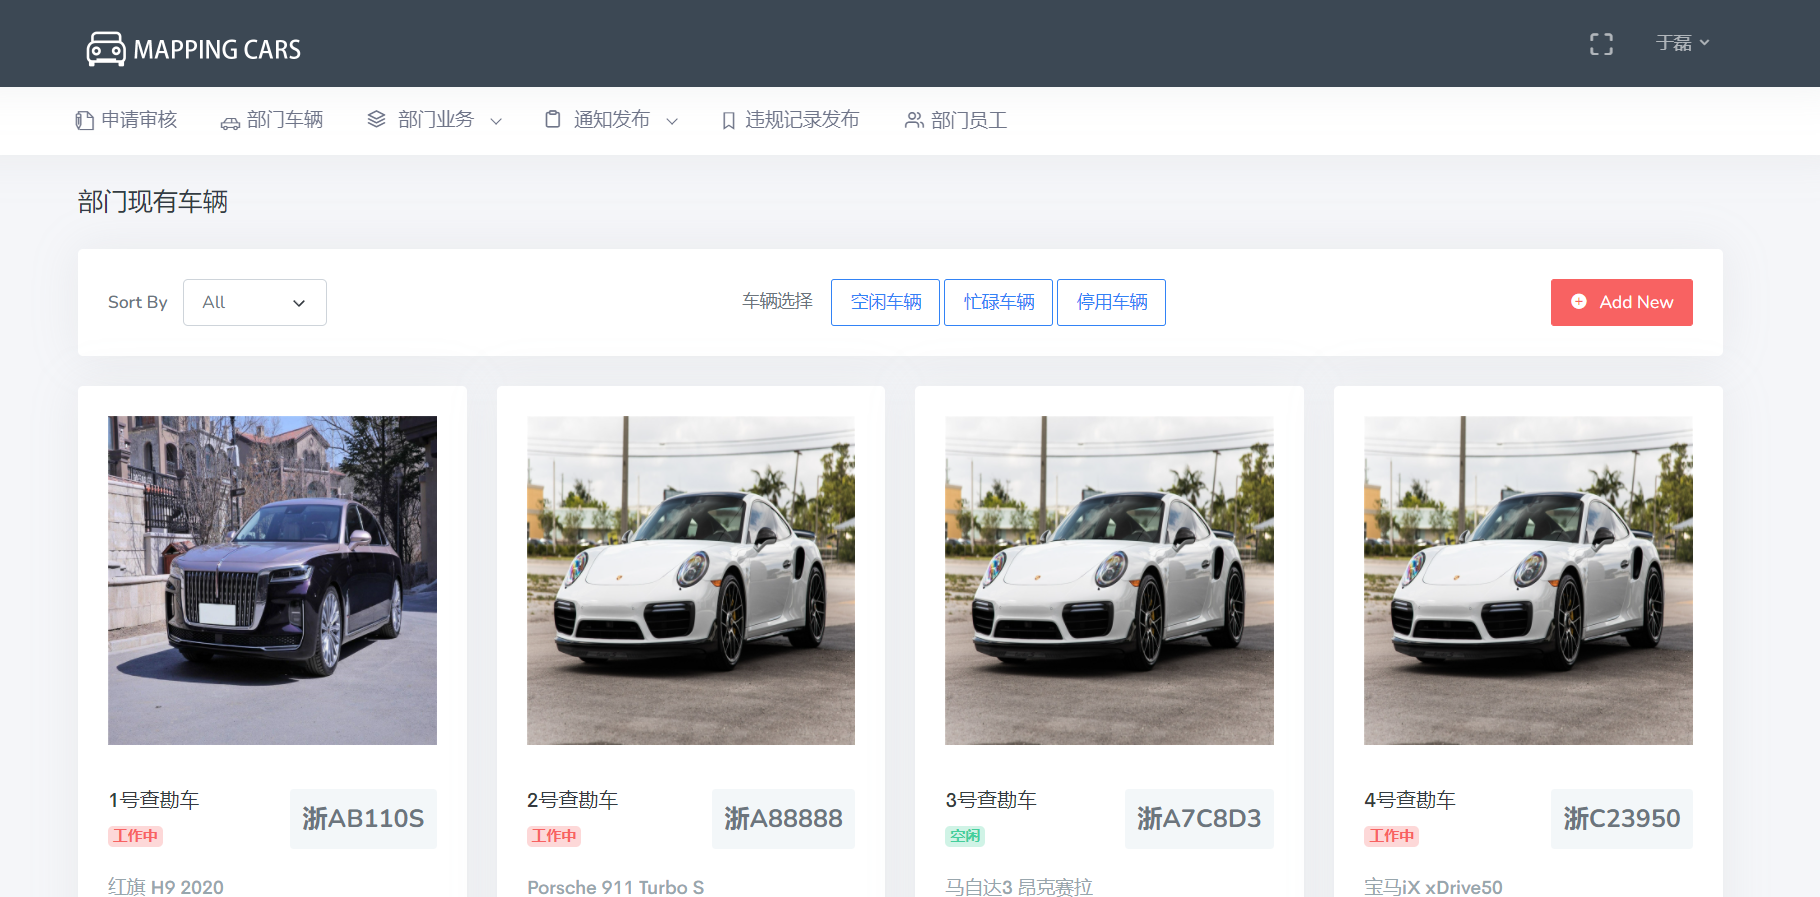 MAPPING CARS
于磊
申请审核 部门车辆 部门业务 通知发布 违规记录发布 部门员工
部门现有车辆
Sort By All 车辆选择 空闲车辆 忙碌车辆 停用车辆 Add New
1号查勘车 浙AB110S
工作中
红旗 H9 2020
2号查勘车 浙A88888
工作中
Porsche 911 Turbo S
3号查勘车 浙A7C8D3
空闲
马自达3 昂克赛拉
4号查勘车 浙C23950
工作中
宝马iX xDrive50